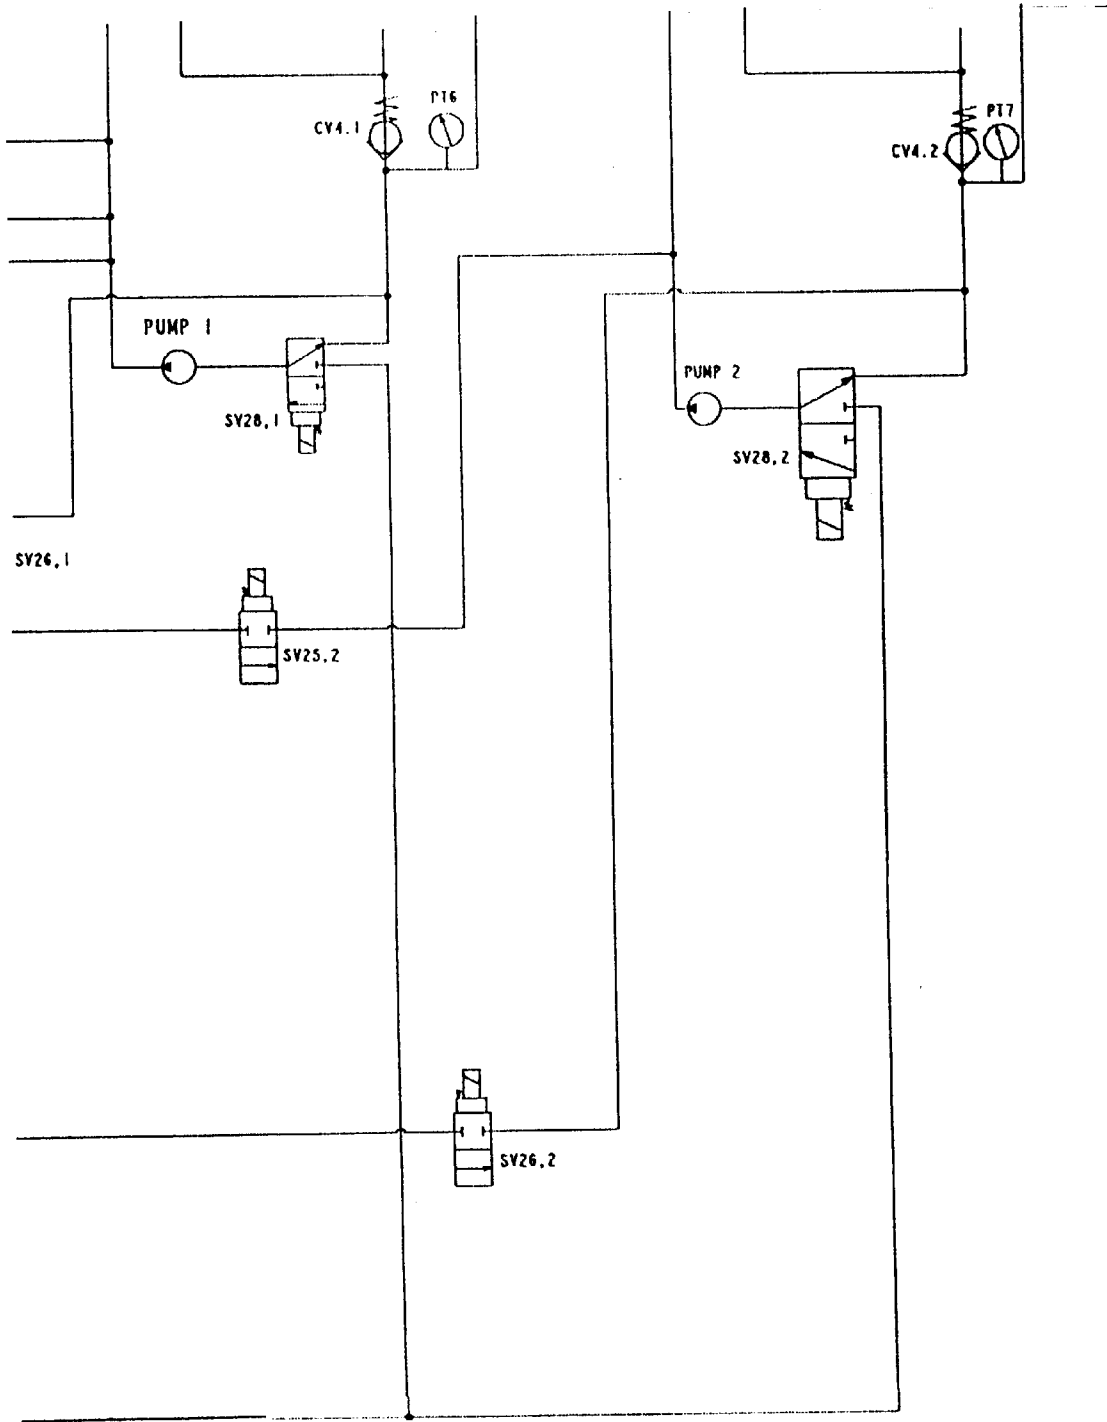 PT6
CV4.1
PT7
CV4.2
PUMP 1
PUMP 2
SV28,1
SV28,2
SV26,1
SV25,2
SV26,2